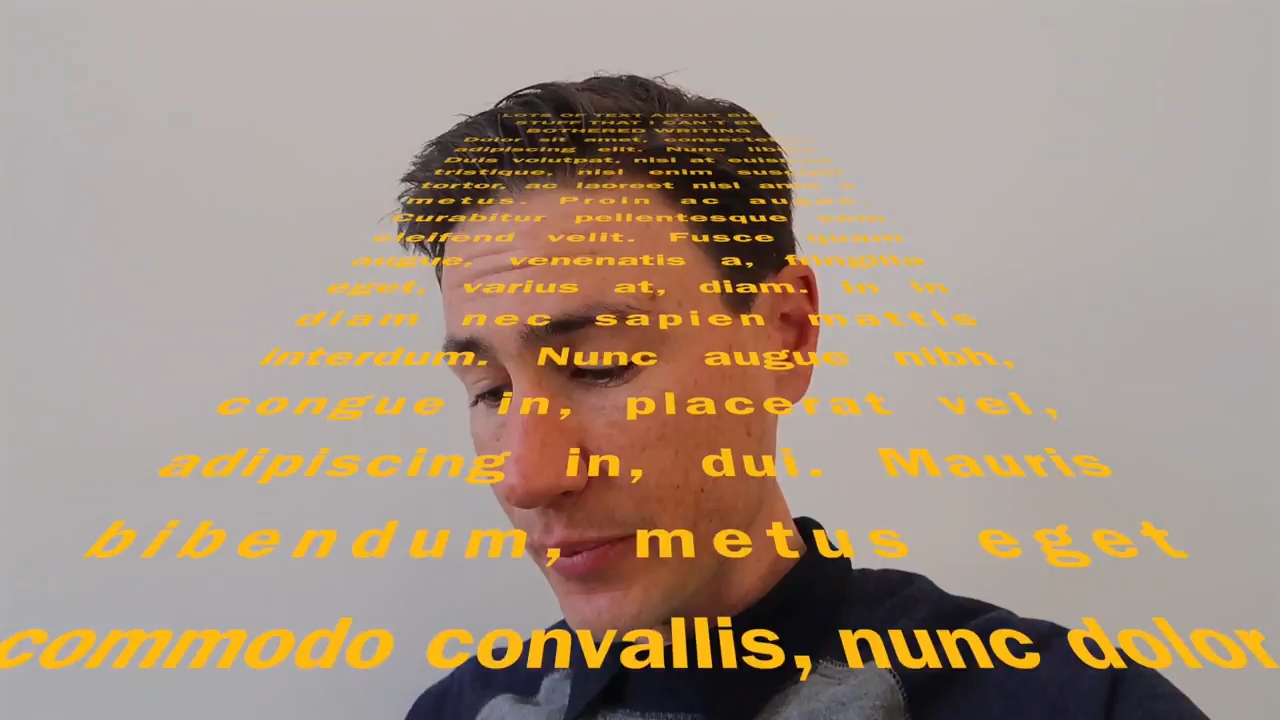 LOTS OF TEXT ABOUT
STUFF THAT I CAN'T BE
BOTHERED WRITING
Dolor sit amet, consectetur
adipiscing elit. Nunc libero
Duis volutpat, nisl at euismod
tristique, nisl enim suscipit
tortor, ac laoreet nisl ante a
metus. Proin ac augue.
Curabitur pellentesque sem
eleifend velit. Fusce quam
augue, venenatis a, fringilla
eget, varius at, diam. In in
diam nec sapien mattis
interdum. Nunc augue nibh,
congue in, placerat vel,
adipiscing in, dui. Mauris
bibendum, metus eget
commodo convallis, nunc dolor